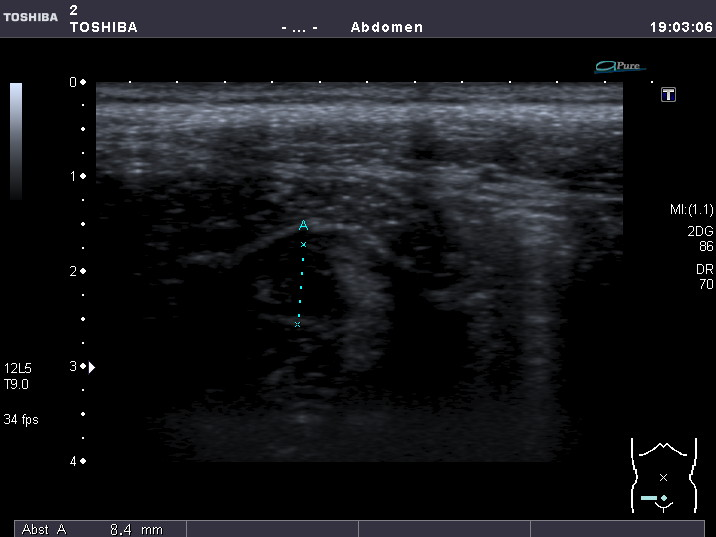 TOSHIBA
2
TOSHIBA
- ... -
Abdomen
19:03:06
aPure
T
0
1
A
MI:(1.1)
2DG
86
DR
70
2
3
12L5
T9.0
34 fps
4
Abst A 8.4 mm